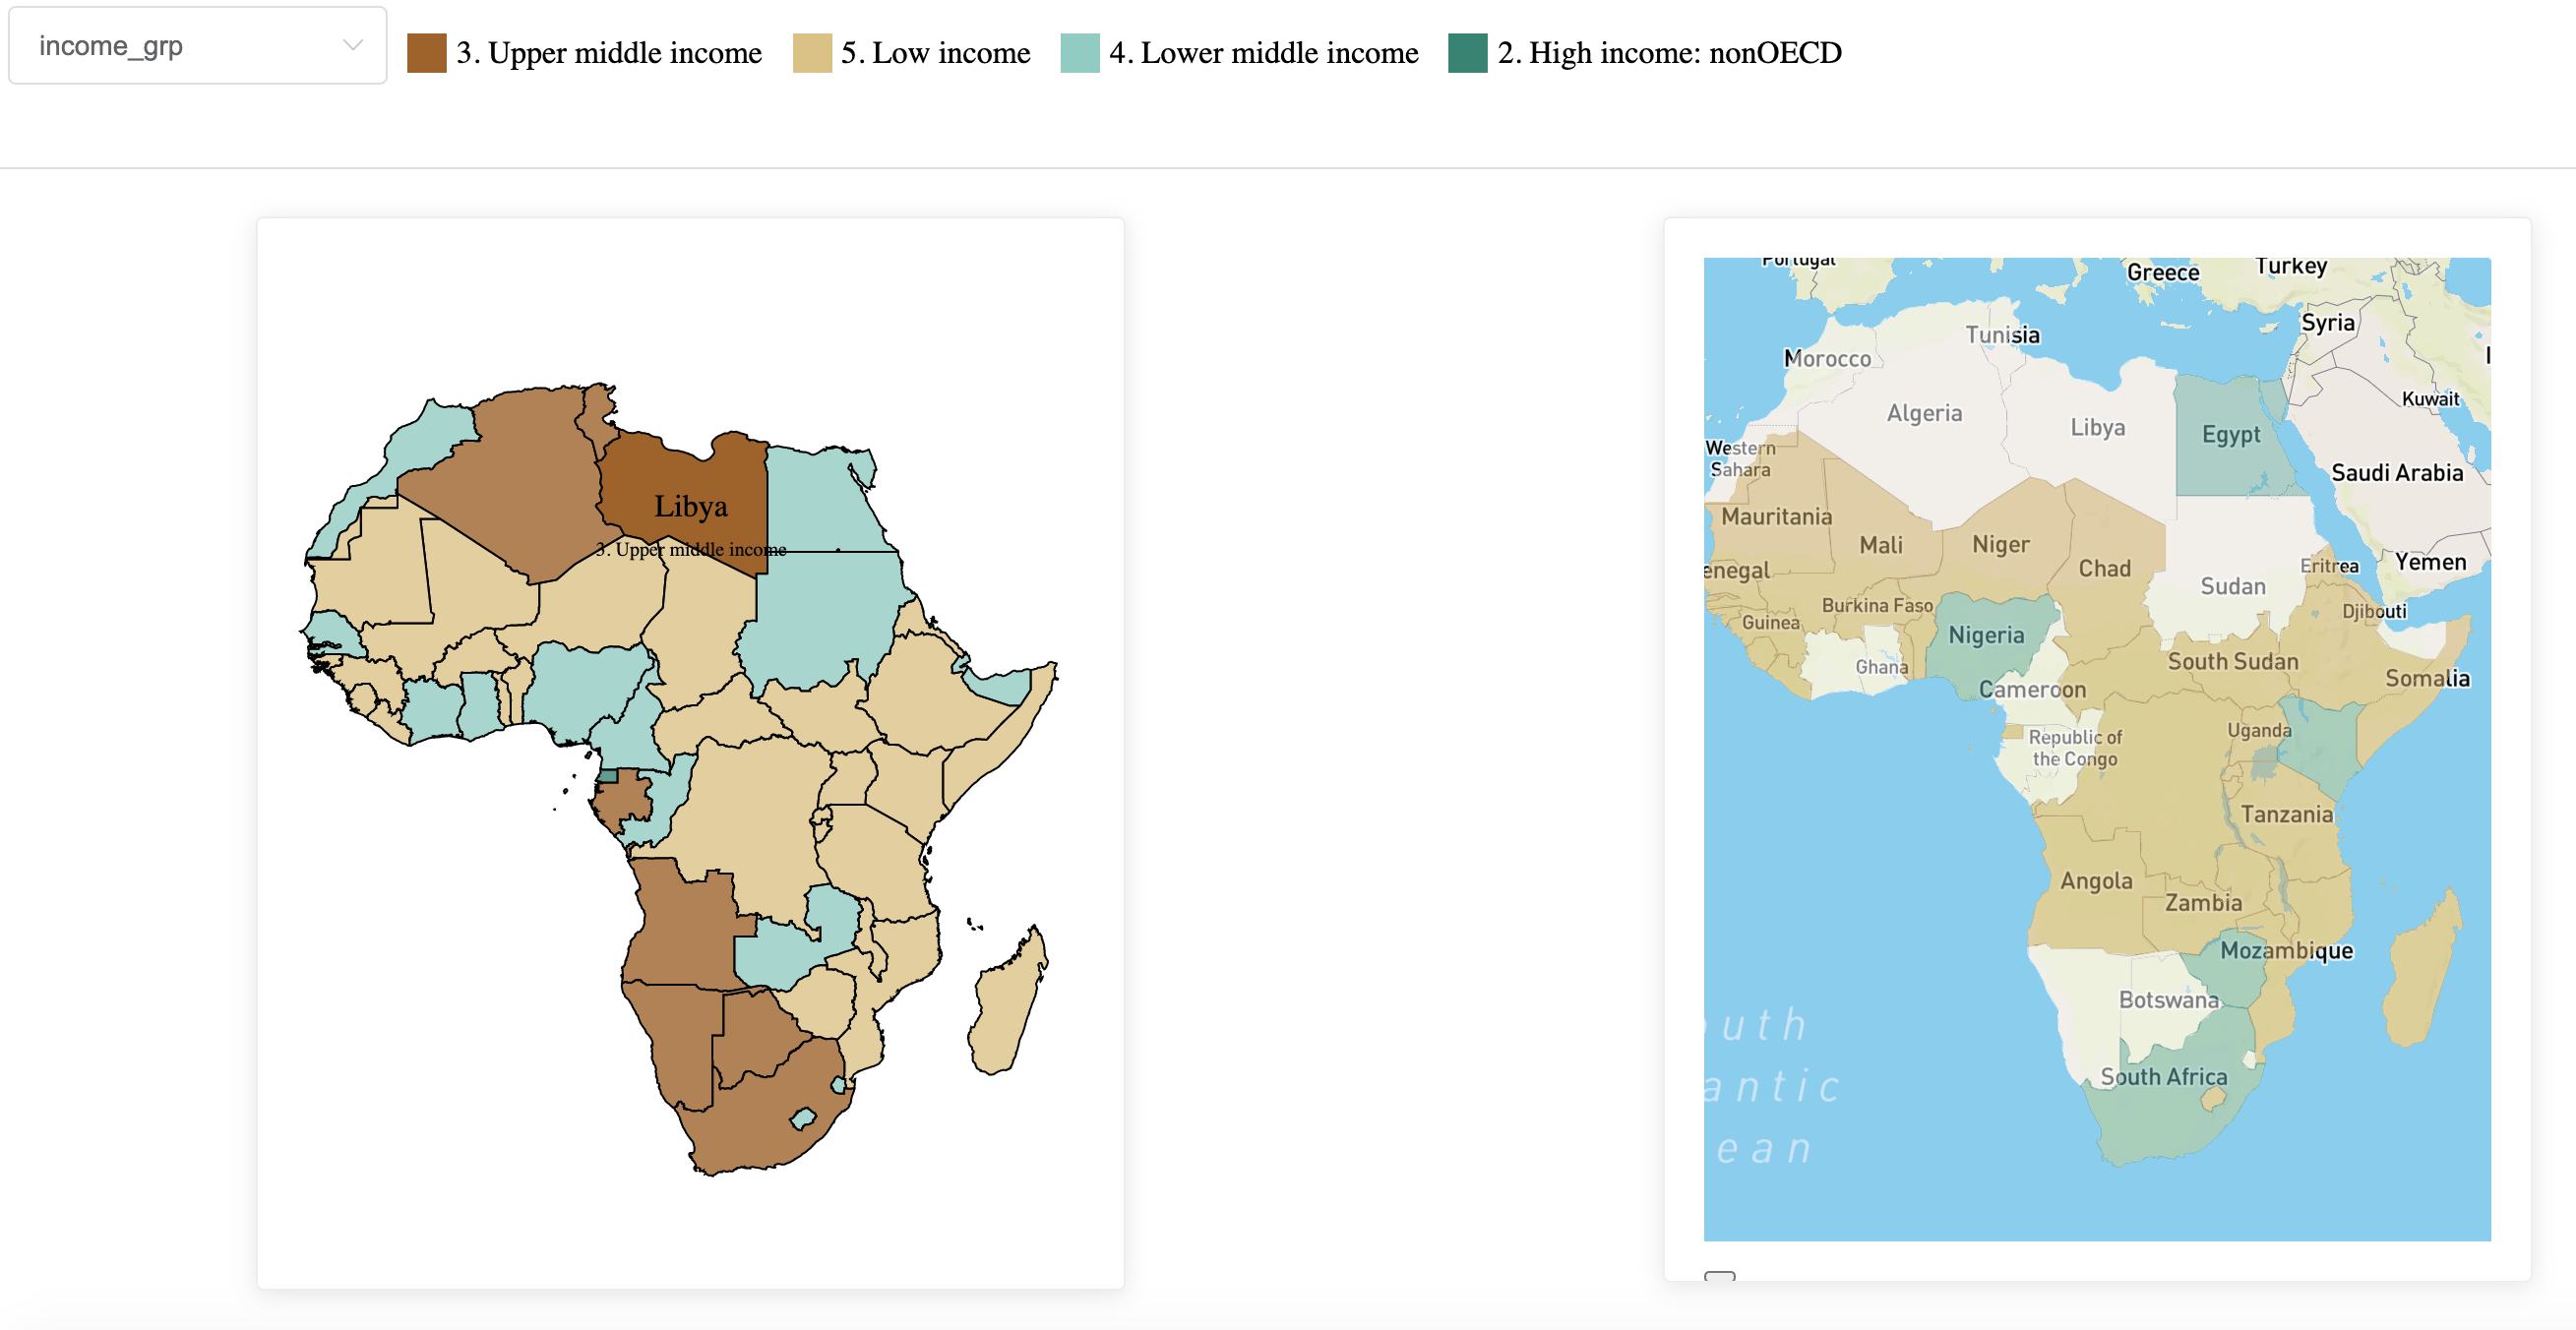 income_grp
3. Upper middle income
5. Low income
4. Lower middle income
2. High income: nonOECD
Libya
3. Upper middle income
Portugal
Greece
Turkey
Syria
Tunisia
Morocco
Kuwait
Algeria
Libya
Egypt
Western
Sahara
Saudi Arabia
Mauritania
Mali
Niger
Chad
enegal
Sudan
Eritrea
Yemen
Burkina Faso
Djibouti
Guinea
Nigeria
Ghana
South Sudan
Somalia
Cameroon
Uganda
Republic of
the Congo
Tanzania
Angola
Zambia
Mozambique
Botswana
uth
South Africa
antic
ean